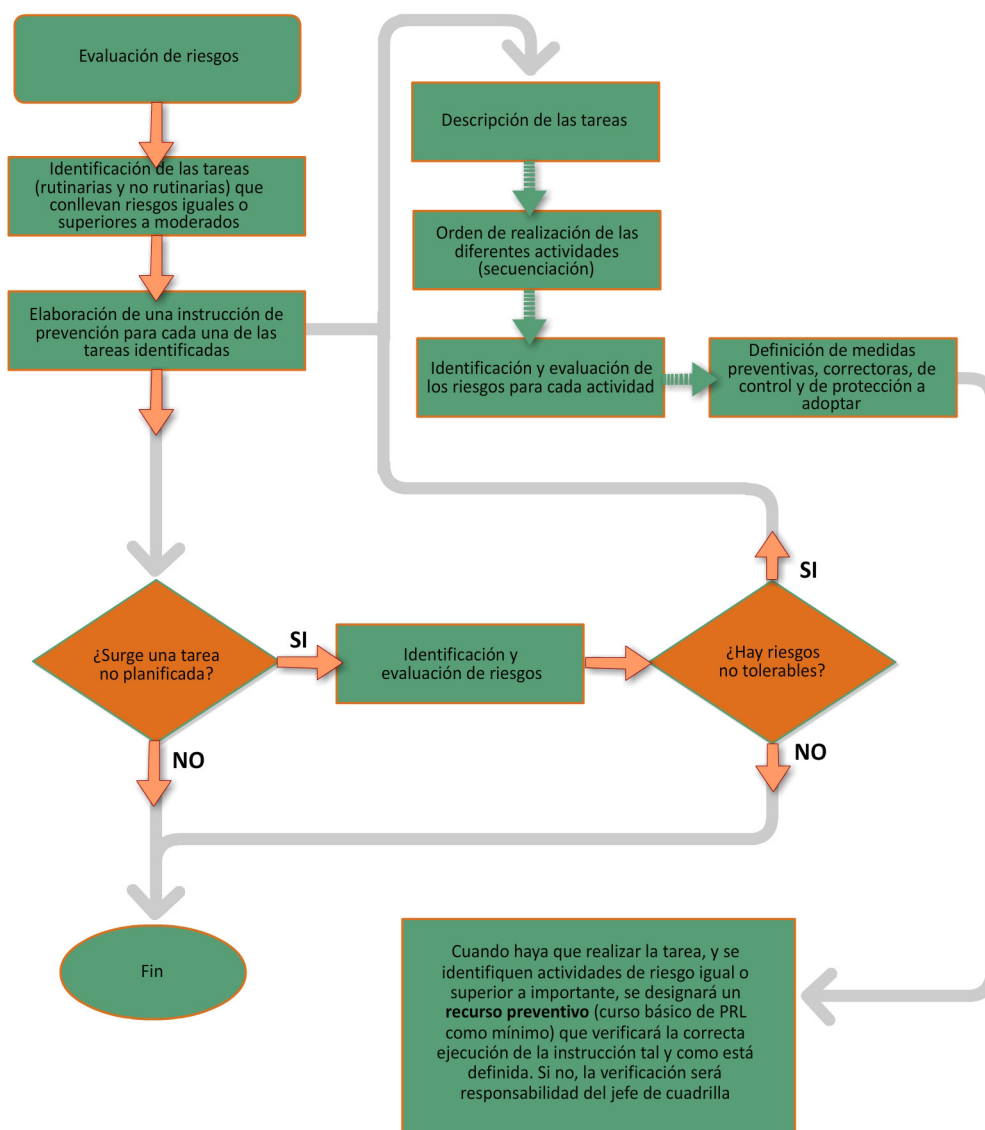 Evaluación de riesgos
Identificación de las tareas
(rutinarias y no rutinarias) que
conllevan riesgos iguales o
superiores a moderados
Elaboración de una instrucción de
prevención para cada una de las
tareas identificadas
Descripción de las tareas
Orden de realización de las
diferentes actividades
(secuenciación)
Identificación y evaluación de
los riesgos para cada actividad
Definición de medidas
preventivas, correctoras, de
control y de protección a
adoptar
¿Surge una tarea
no planificada?
SI
Identificación y
evaluación de riesgos
¿Hay riesgos
no tolerables?
SI
NO
NO
Fin
Cuando haya que realizar la tarea, y se
identifiquen actividades de riesgo igual o
superior a importante, se designará un
recurso preventivo (curso básico de PRL
como mínimo) que verificará la correcta
ejecución de la instrucción tal y como está
definida. Si no, la verificación será
responsabilidad del jefe de cuadrilla